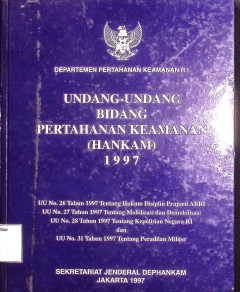 DEPARTEMEN PERTAHANAN KEAMANAN R.I.
UNDANG-UNDANG
BIDANG
PERTAHANAN KEAMANAN
(HANKAM)
1997
UU No. 26 Tahun 1997 Tentang Hukum Disiplin Prajurit ABRI
UU No. 27 Tahun 1997 Tentang Mobilisasi dan Demobilisasi
UU No. 28 Tahun 1997 Tentang Kepolisian Negara RI
dan
UU No. 31 Tahun 1997 Tentang Peradilan Militer
SEKRETARIAT JENDERAL DEPHANKAM
JAKARTA 1997